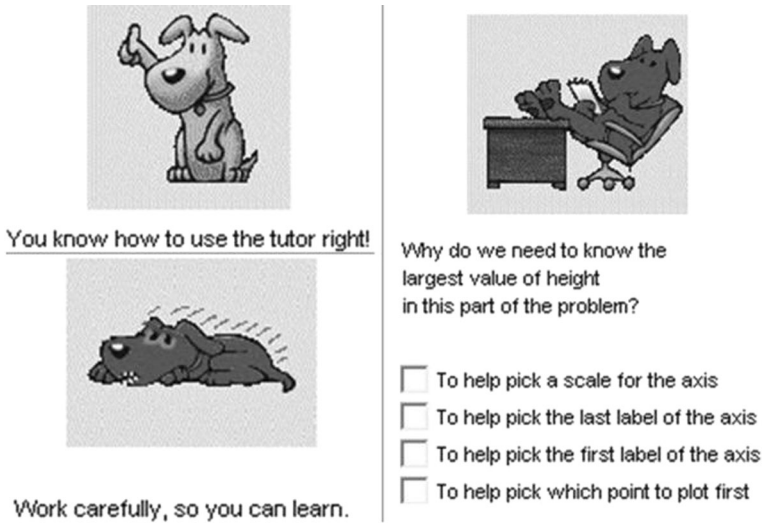 You know how to use the tutor right!
Work carefully, so you can learn.
Why do we need to know the
largest value of height
in this part of the problem?
To help pick a scale for the axis
To help pick the last label of the axis
To help pick the first label of the axis
To help pick which point to plot first